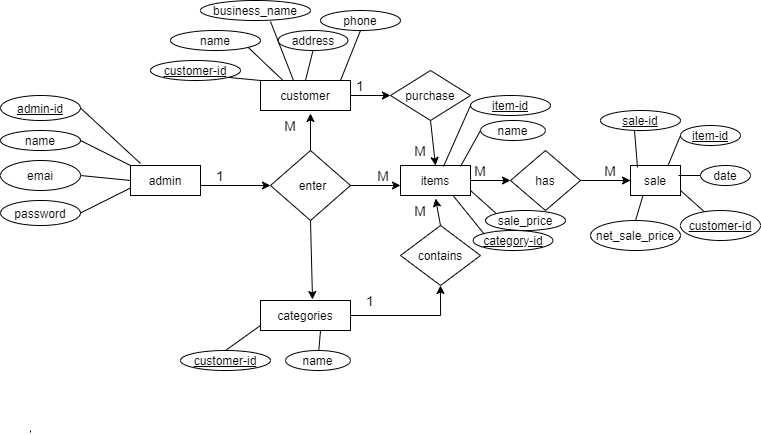 business_name
phone
name
address
customer-id
customer
1
purchase
admin-id
item-id
name
sale-id
item-id
name
M
M
emai
admin
1
enter
M
items
M
has
M
sale
date
password
M
sale_price
customer-id
category-id
net_sale_price
contains
1
categories
customer-id
name